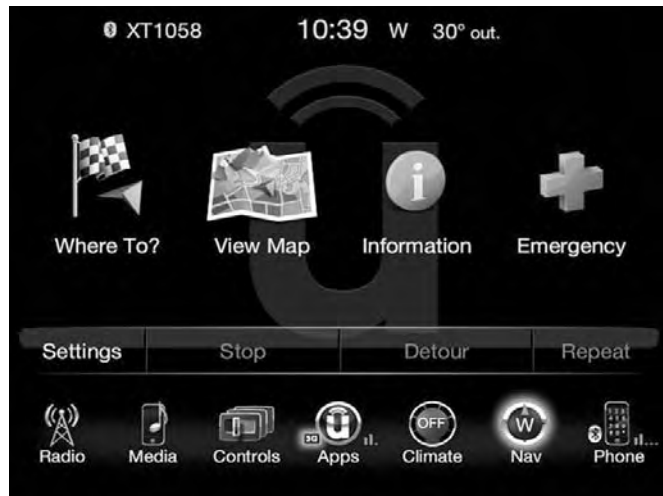 XT1058 10:39 W 30° out.
Where To? View Map Information Emergency
Settings Stop Detour Repeat
3G OFF W
Radio Media Controls Apps Climate Nav Phone